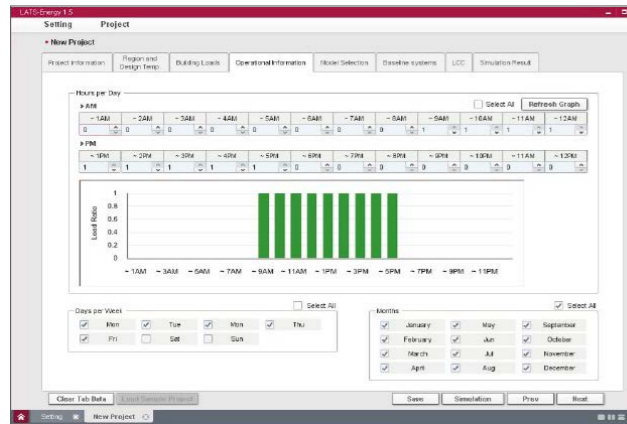 LATS-Energy 1.5
Setting Project
• New Project
Project Information Region and Design Temp. Building Loads Operational Information Model Selection Baseline systems LCC Simulation Result
Hours per Day
▸AM Select All Refresh Graph
~ 1AM ~ 2AM ~ 3AM ~ 4AM ~ 5AM ~ 6AM ~ 7AM ~ 8AM ~ 9AM ~ 10AM ~ 11AM ~ 12AM
0 0 0 0 0 0 0 0 1 1 1 1
▸PM
~ 1PM ~ 2PM ~ 3PM ~ 4PM ~ 5PM ~ 6PM ~ 7PM ~ 8PM ~ 9PM ~ 10PM ~ 11AM ~ 12PM
1 1 1 1 1 0 0 0 0 0 0 0
Load Ratio
1
0.8
0.6
0.4
0.2
0
~ 1AM ~ 3AM ~ 5AM ~ 7AM ~ 9AM ~ 11AM ~ 1PM ~ 3PM ~ 5PM ~ 7PM ~ 9PM ~ 11PM
Days per Week Select All
Mon Tue Mon Thu
Fri Sat Sun
Months Select All
January May September
February Jun October
March Jul November
April Aug December
Clear Tab Data Load Sample Project Save Simulation Prev Next
Setting New Project